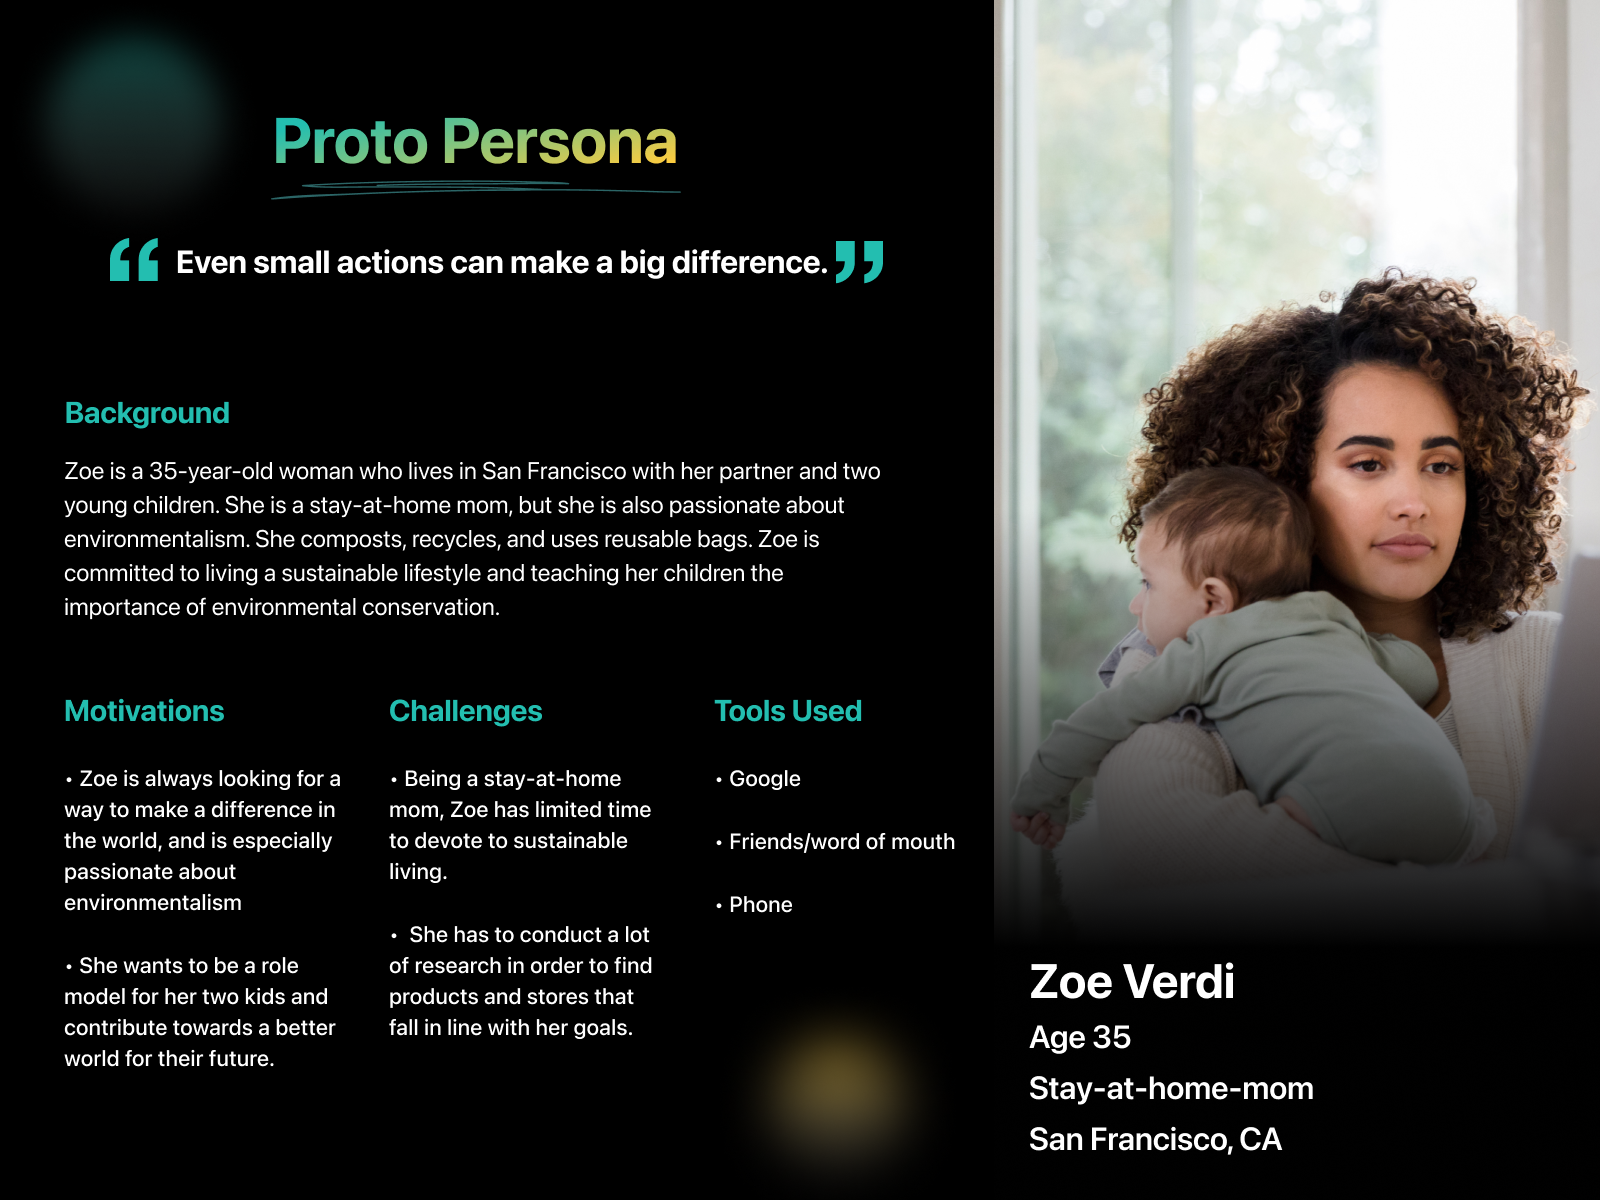 Proto Persona
“ Even small actions can make a big difference. ”
Background
Zoe is a 35-year-old woman who lives in San Francisco with her partner and two
young children. She is a stay-at-home mom, but she is also passionate about
environmentalism. She composts, recycles, and uses reusable bags. Zoe is
committed to living a sustainable lifestyle and teaching her children the
importance of environmental conservation.
Motivations
• Zoe is always looking for a
way to make a difference in
the world, and is especially
passionate about
environmentalism
• She wants to be a role
model for her two kids and
contribute towards a better
world for their future.
Challenges
• Being a stay-at-home
mom, Zoe has limited time
to devote to sustainable
living.
• She has to conduct a lot
of research in order to find
products and stores that
fall in line with her goals.
Tools Used
• Google
• Friends/word of mouth
• Phone
Zoe Verdi
Age 35
Stay-at-home-mom
San Francisco, CA